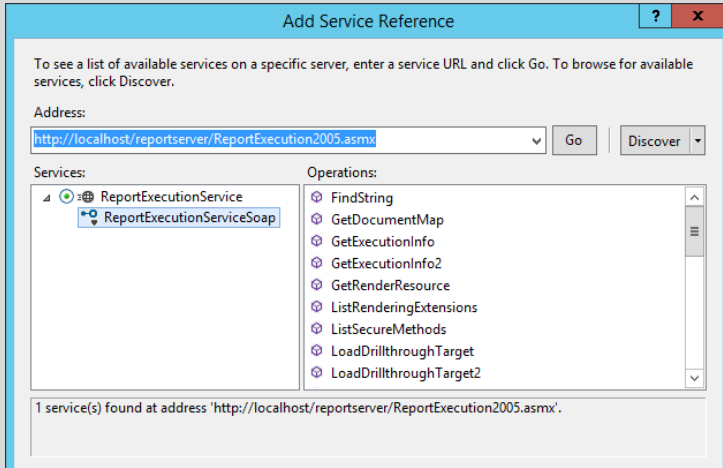 Add Service Reference
? x
To see a list of available services on a specific server, enter a service URL and click Go. To browse for available
services, click Discover.
Address:
http://localhost/reportserver/ReportExecution2005.asmx
Go
Discover
Services:
Operations:
ReportExecutionService
ReportExecutionServiceSoap
FindString
GetDocumentMap
GetExecutionInfo
GetExecutionInfo2
GetRenderResource
ListRenderingExtensions
ListSecureMethods
LoadDrillthroughTarget
LoadDrillthroughTarget2
1 service(s) found at address 'http://localhost/reportserver/ReportExecution2005.asmx'.